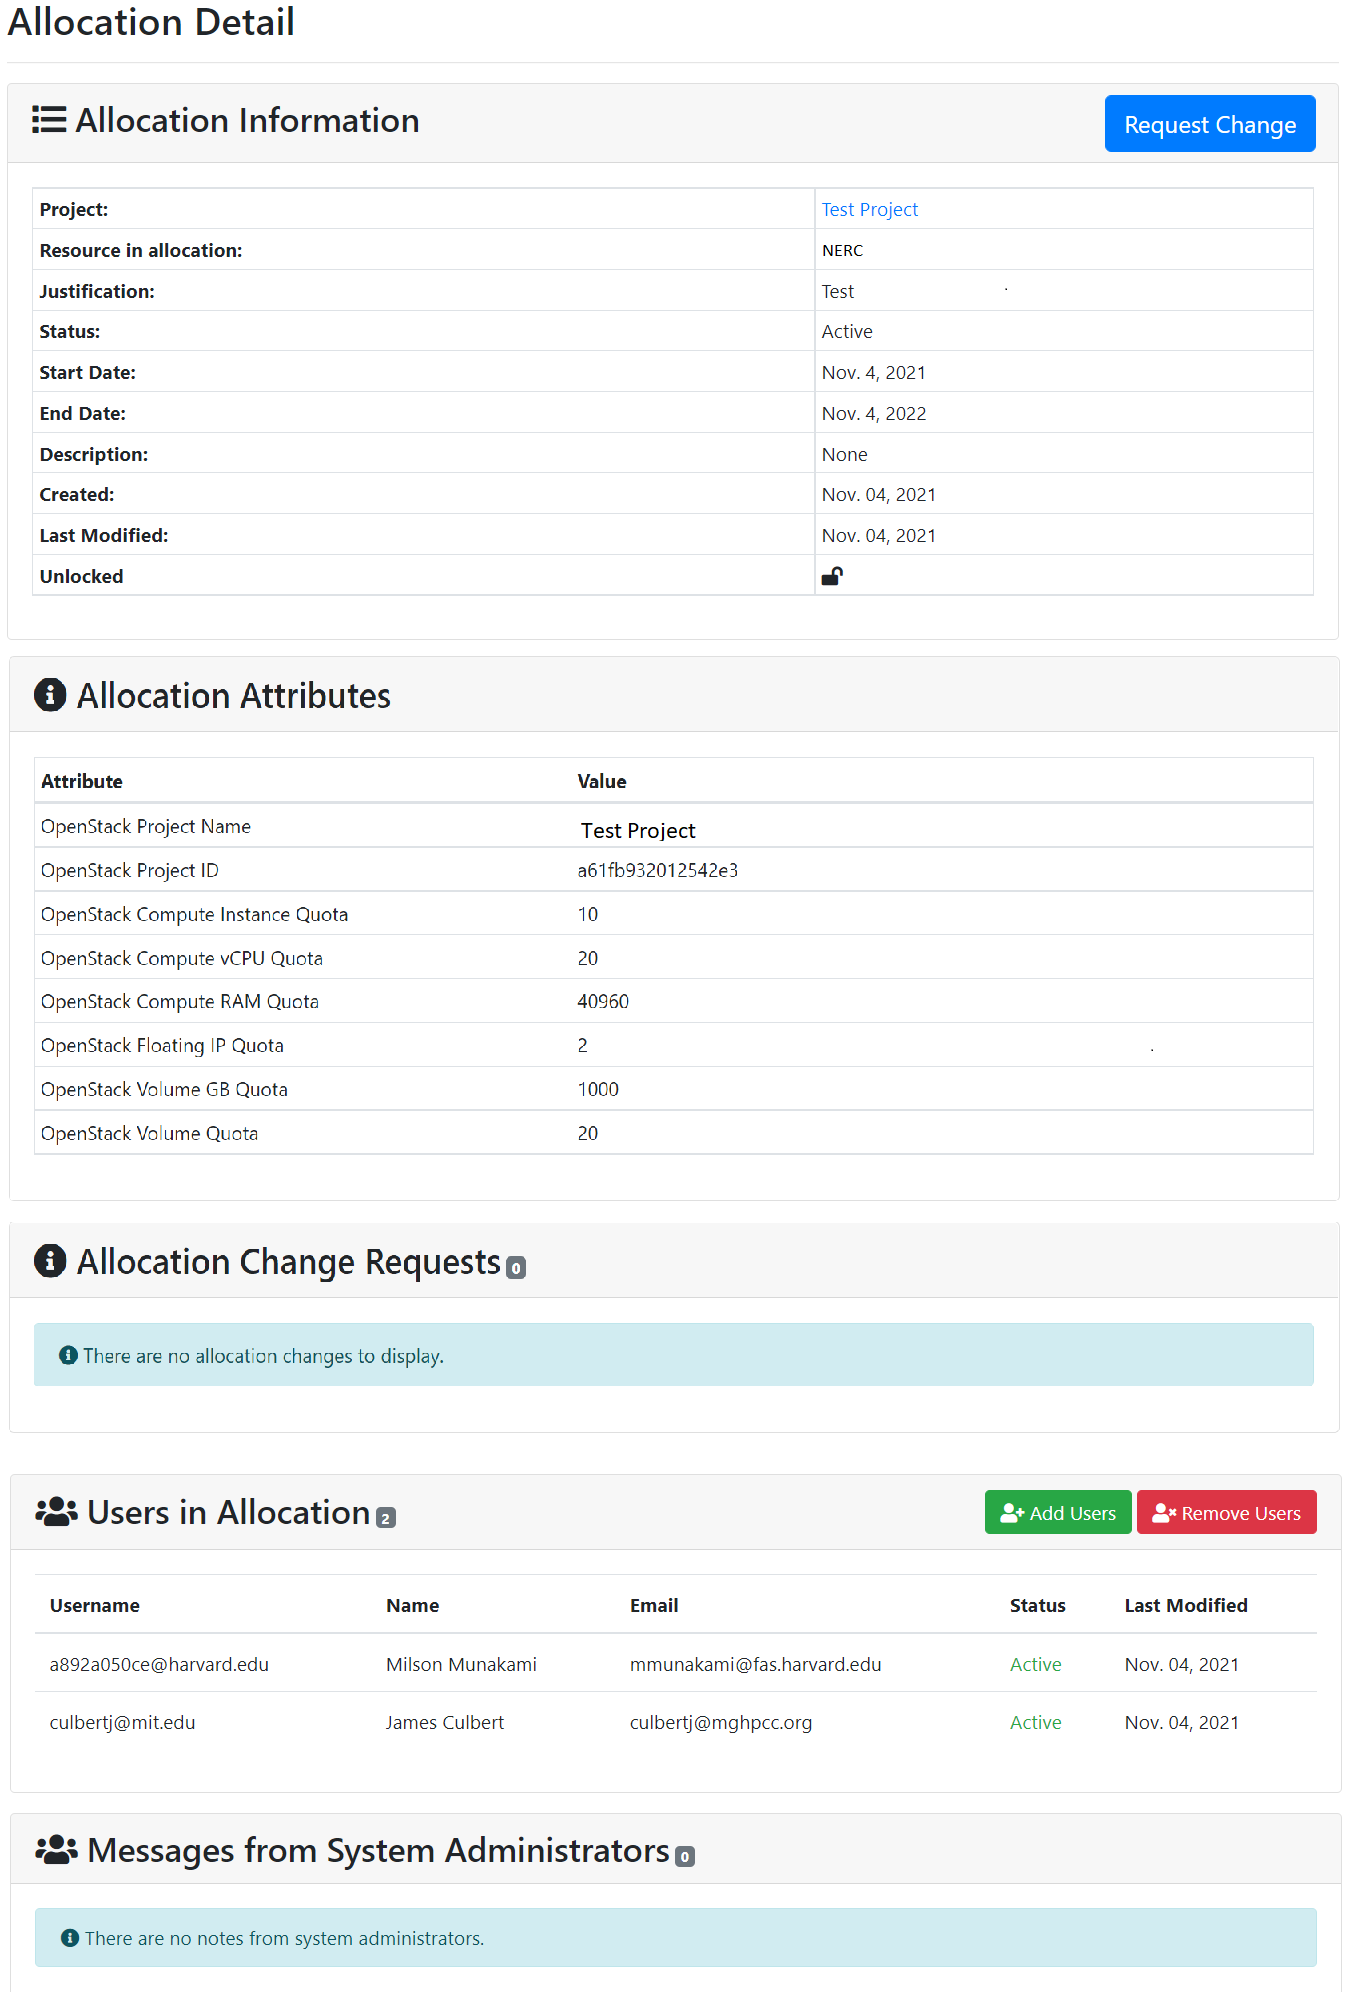 Allocation Detail
Allocation Information
Request Change
Project: Test Project
Resource in allocation: NERC
Justification: Test
Status: Active
Start Date: Nov. 4, 2021
End Date: Nov. 4, 2022
Description: None
Created: Nov. 04, 2021
Last Modified: Nov. 04, 2021
Unlocked
Allocation Attributes
Attribute Value
OpenStack Project Name Test Project
OpenStack Project ID a61fb932012542e3
OpenStack Compute Instance Quota 10
OpenStack Compute vCPU Quota 20
OpenStack Compute RAM Quota 40960
OpenStack Floating IP Quota 2
OpenStack Volume GB Quota 1000
OpenStack Volume Quota 20
Allocation Change Requests 0
There are no allocation changes to display.
Users in Allocation 2
Add Users Remove Users
Username Name Email Status Last Modified
a892a050ce@harvard.edu Milson Munakami mmunakami@fas.harvard.edu Active Nov. 04, 2021
culbertj@mit.edu James Culbert culbertj@mghpcc.org Active Nov. 04, 2021
Messages from System Administrators 0
There are no notes from system administrators.